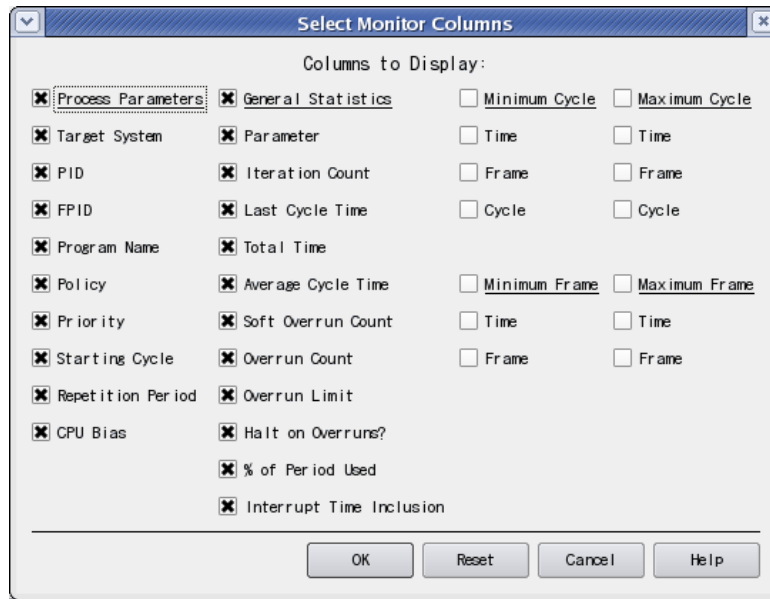 Select Monitor Columns
Columns to Display:
Process Parameters General Statistics Minimum Cycle Maximum Cycle
Target System Parameter Time Time
PID Iteration Count Frame Frame
FPID Last Cycle Time Cycle Cycle
Program Name Total Time
Policy Average Cycle Time Minimum Frame Maximum Frame
Priority Soft Overrun Count Time Time
Starting Cycle Overrun Count Frame Frame
Repetition Period Overrun Limit
CPU Bias Halt on Overruns?
% of Period Used
Interrupt Time Inclusion
OK Reset Cancel Help